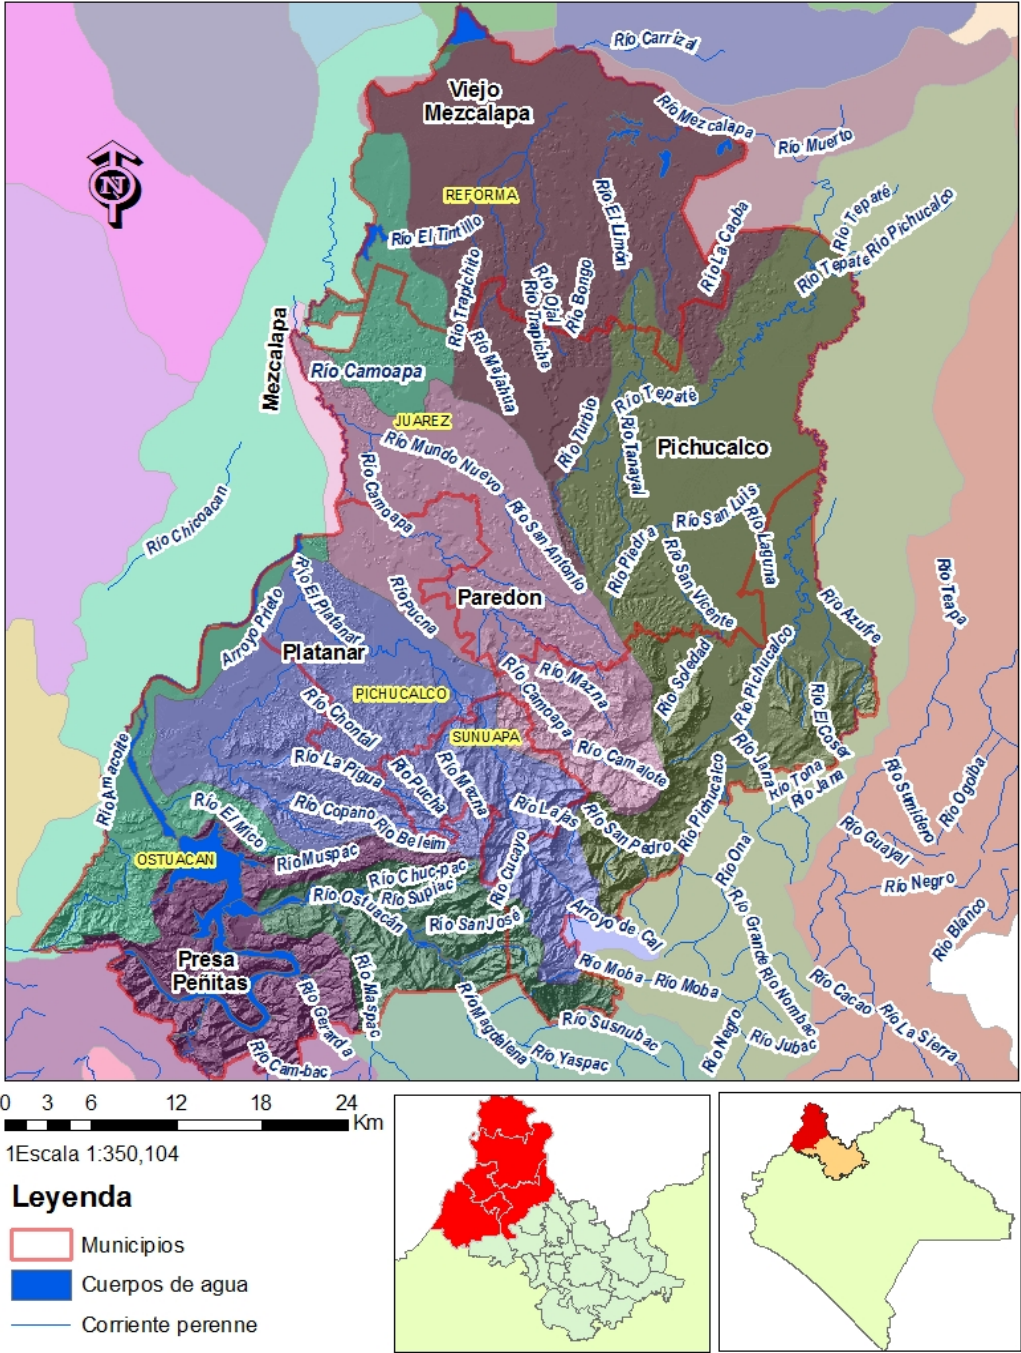 Río Carrizal
Viejo
Mezcalapa
Río Mezcalapa
Río Muerto
N
REFORMA
Río El Limón
Río Tepaté
Río Pichucalco
Río El Tintillo
Río La Caoba
Río Tepate
Río Trapichito
Río Ojal
Río Bongo
Río Trapiche
Mezcalapa
Río Majahua
Río Camoapa
Río Tepatè
JUAREZ
Río Turbio
Río Mundo Nuevo
Río Tanayal
Pichucalco
Río Camoapa
Río Chicoacan
Río San Antonio
Río San Luis
Río Laguna
Río Piedra
Río San Vicente
Río El Platanar
Río Pucna
Paredon
Río Azufre
Río Teapa
Arroyo Prieto
Platanar
Río Soledad
Río Pichucalco
Río Camoapa
Río Mazna
PICHUCALCO
Río Chontal
SUNUAPA
Río El Coser
Río Amacoite
Río La Pigua
Río Pucha
Río Mazna
Río Camalote
Río Jana
Río Toria
Río Jana
Río Sumidero
Río Ogoiba
Río El Mico
Río Copano
Río Beleim
Río Lajas
Río San Pedro
Río Pichucalco
Río Guayal
OSTUACAN
Río Muspac
Río Chuc-pac
Río Cucayo
Río Ona
Río Negro
Río Supjac
Río Ostuacán
Río San José
Arroyo de Cal
Río Grande
Río Blanco
Presa
Peñitas
Río Maspac
Río Gerarda
Río Moba
Río Moba
Río Nombac
Río Cacao
Río La Sierra
Río Magdalena
Río Susnubac
Río Negro
Río Jubac
Río Cam-bac
Río Yaspac
0 3 6 12 18 24
Km
1Escala 1:350,104
Leyenda
Municipios
Cuerpos de agua
Corriente perenne